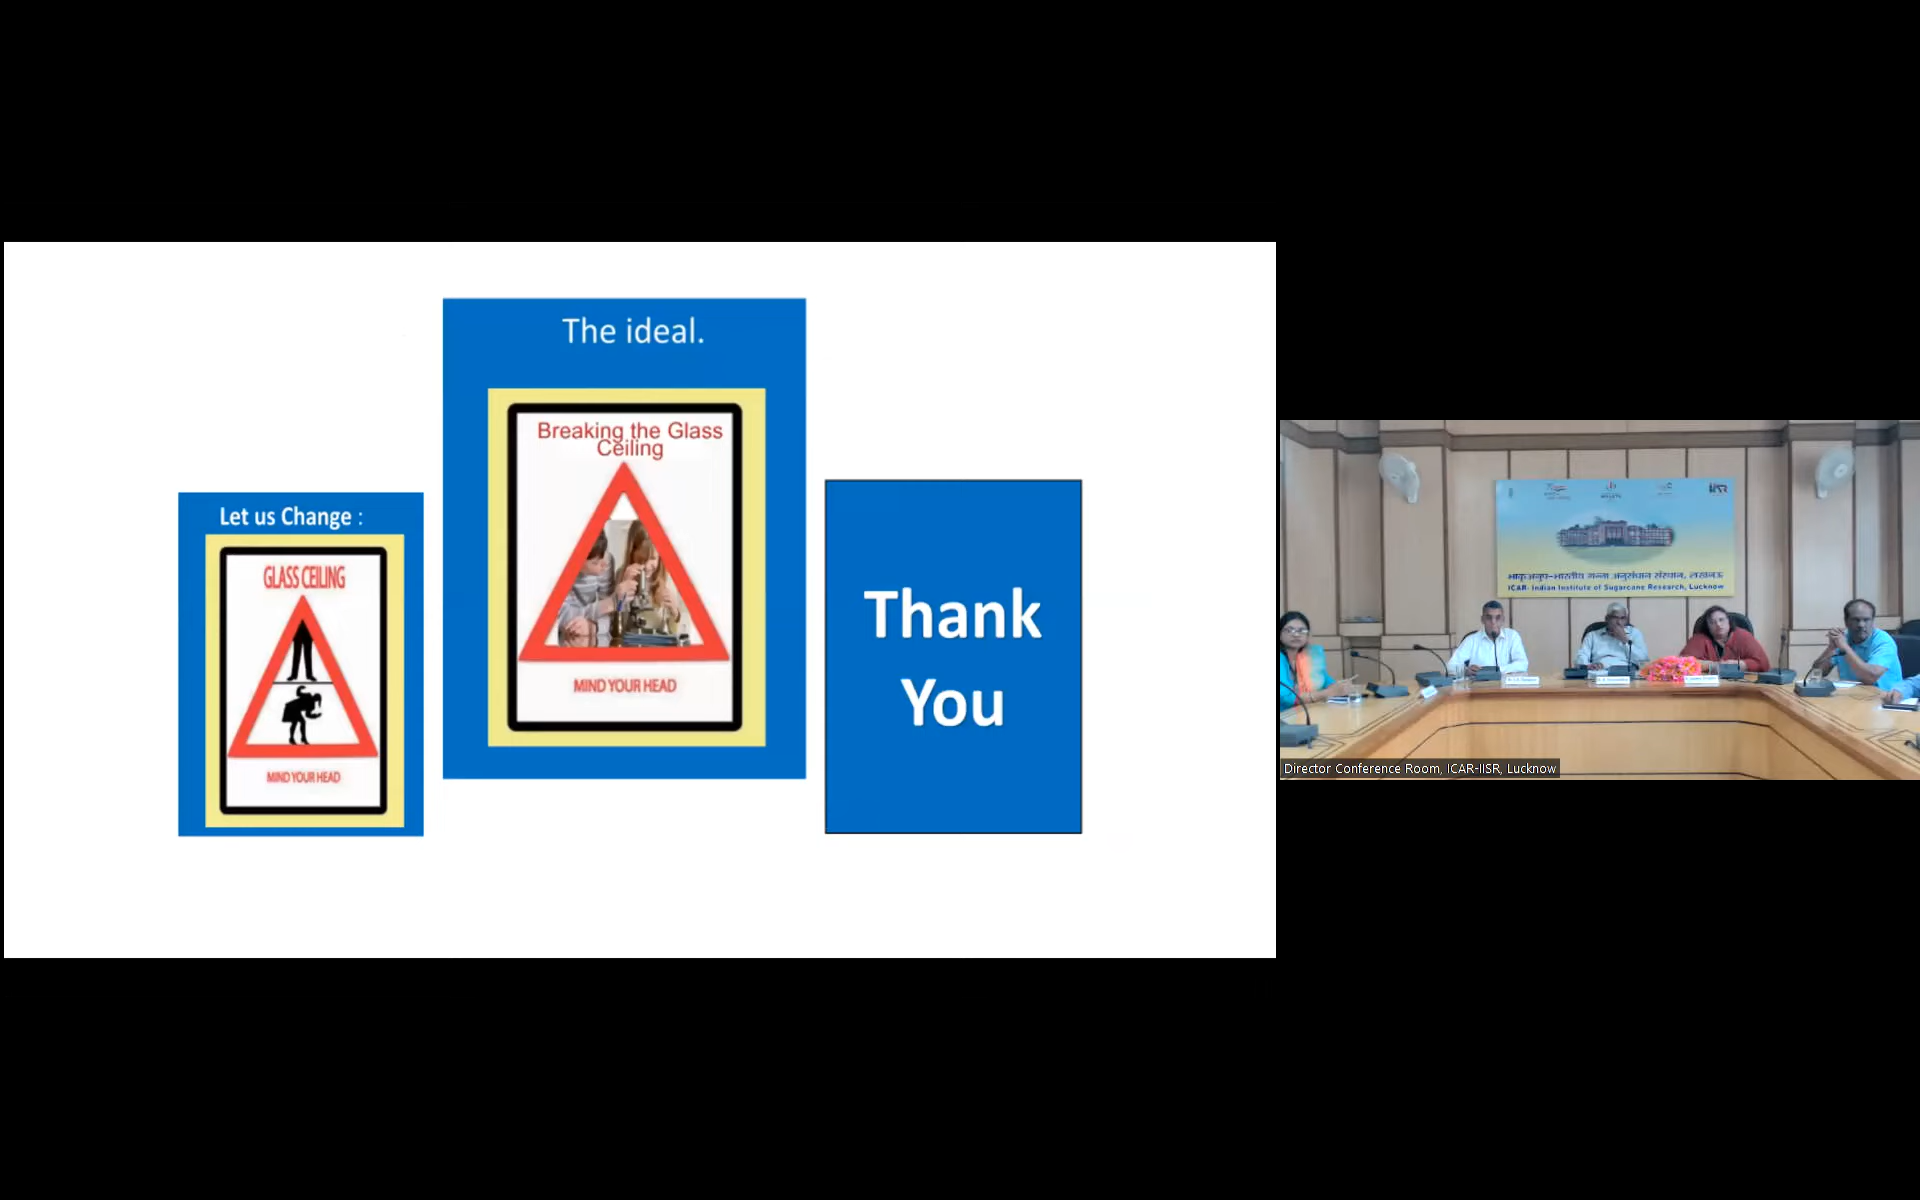 Let us Change :
GLASS CEILING
MIND YOUR HEAD
The ideal.
Breaking the Glass
Ceiling
MIND YOUR HEAD
Thank
You
भाकृअनुप-भारतीय गन्ना अनुसंधान संस्थान, लखनऊ
ICAR- Indian Institute of Sugarcane Research, Lucknow
Director Conference Room, ICAR-IISR, Lucknow